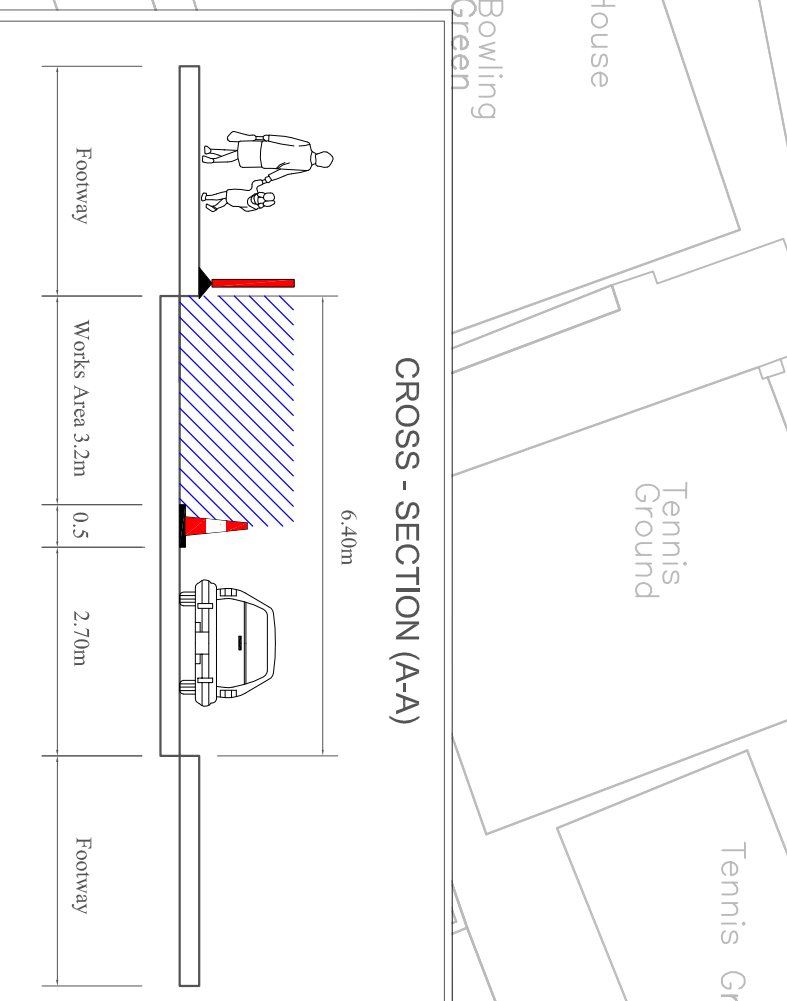 House
Bowling
Green
Tennis
Ground
Tennis Gr
CROSS - SECTION (A-A)
6.40m
Footway
Works Area 3.2m
0.5
2.70m
Footway